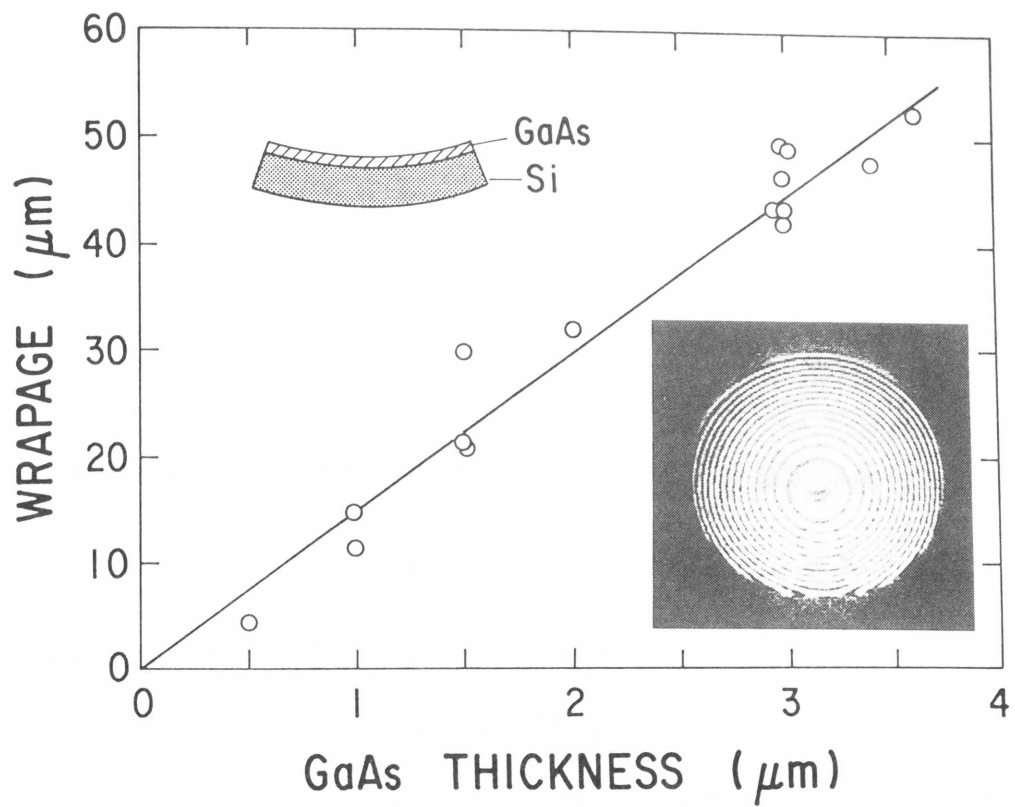 60
50
40
30
20
10
0
WRAPAGE (μm)
GaAs
Si
0 1 2 3 4
GaAs THICKNESS (μm)